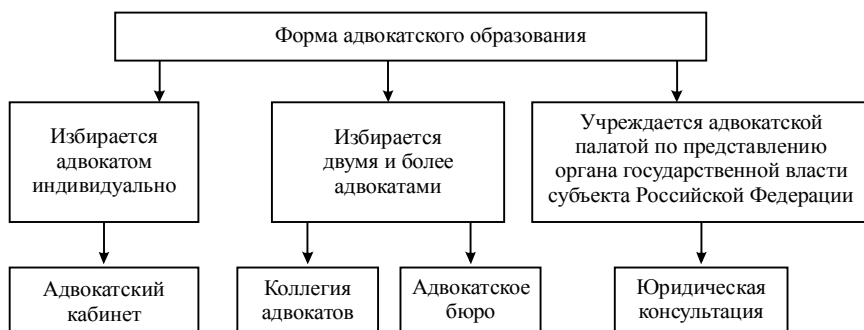 Форма адвокатского образования
Избирается
адвокатом
индивидуально
Избирается
двумя и более
адвокатами
Учреждается адвокатской
палатой по представлению
органа государственной власти
субъекта Российской Федерации
Адвокатский
кабинет
Коллегия
адвокатов
Адвокатское
бюро
Юридическая
консультация